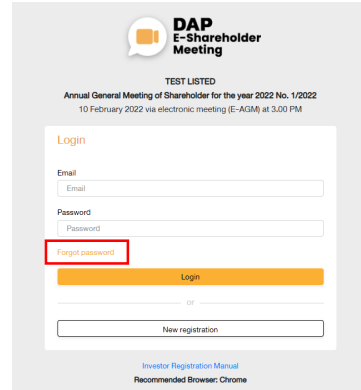 DAP
E-Shareholder
Meeting
TEST LISTED
Annual General Meeting of Shareholder for the year 2022 No. 1/2022
10 February 2022 via electronic meeting (E-AGM) at 3.00 PM
Login
Email
Email
Password
Password
Forgot password
Login
or
New registration
Investor Registration Manual
Recommended Browser: Chrome